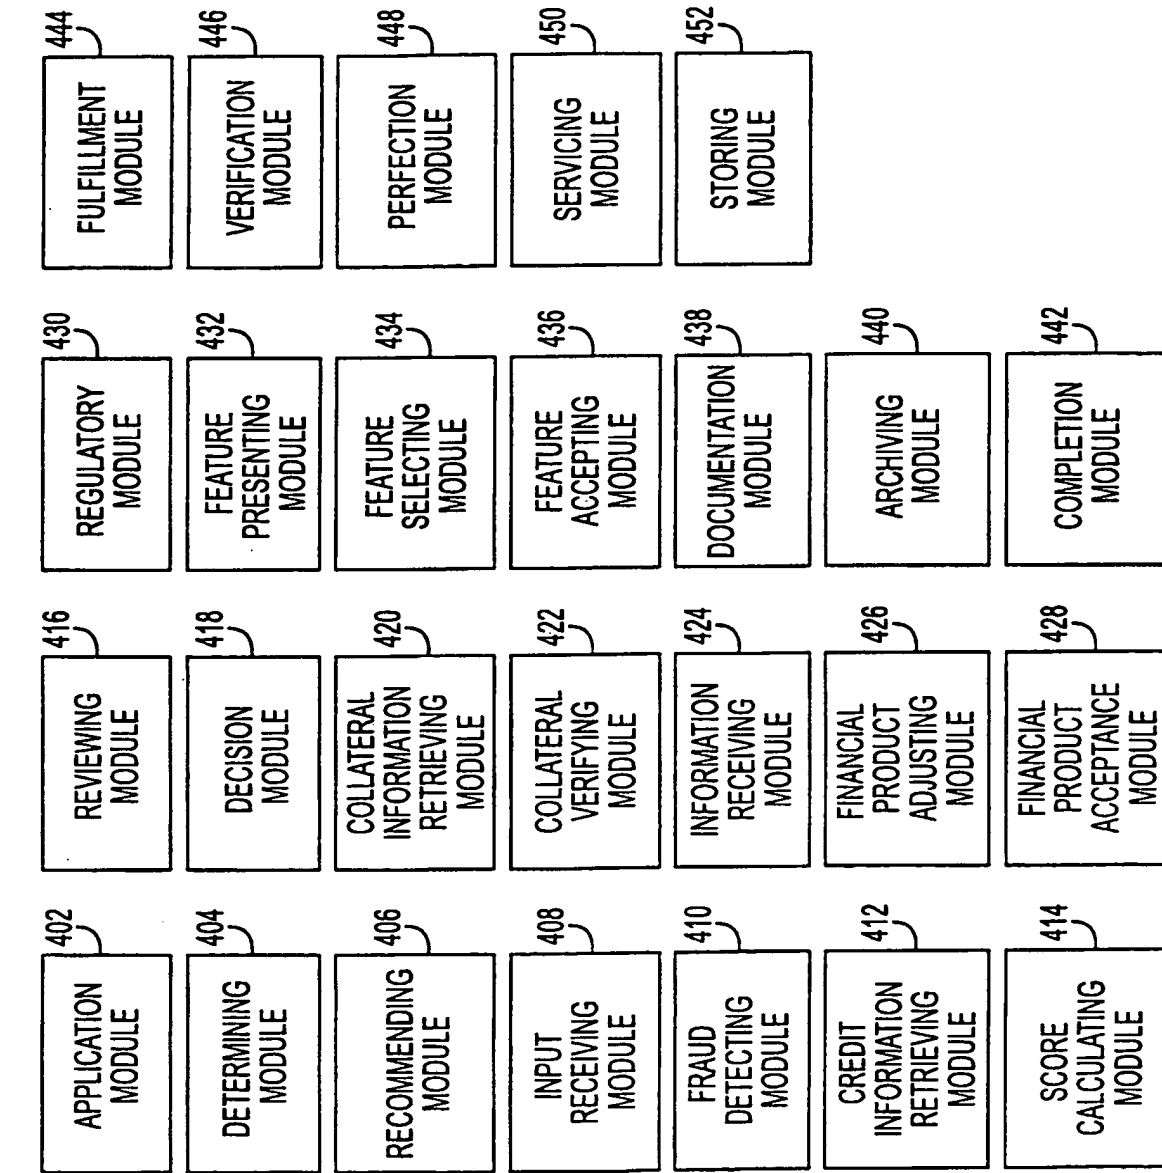 402
APPLICATION
MODULE
404
DETERMINING
MODULE
406
RECOMMENDING
MODULE
408
INPUT
RECEIVING
MODULE
410
FRAUD
DETECTING
MODULE
412
CREDIT
INFORMATION
RETRIEVING
MODULE
414
SCORE
CALCULATING
MODULE
416
REVIEWING
MODULE
418
DECISION
MODULE
420
COLLATERAL
INFORMATION
RETRIEVING
MODULE
422
COLLATERAL
VERIFYING
MODULE
424
INFORMATION
RECEIVING
MODULE
426
FINANCIAL
PRODUCT
ADJUSTING
MODULE
428
FINANCIAL
PRODUCT
ACCEPTANCE
MODULE
430
REGULATORY
MODULE
432
FEATURE
PRESENTING
MODULE
434
FEATURE
SELECTING
MODULE
436
FEATURE
ACCEPTING
MODULE
438
DOCUMENTATION
MODULE
440
ARCHIVING
MODULE
442
COMPLETION
MODULE
444
FULFILLMENT
MODULE
446
VERIFICATION
MODULE
448
PERFECTION
MODULE
450
SERVICING
MODULE
452
STORING
MODULE